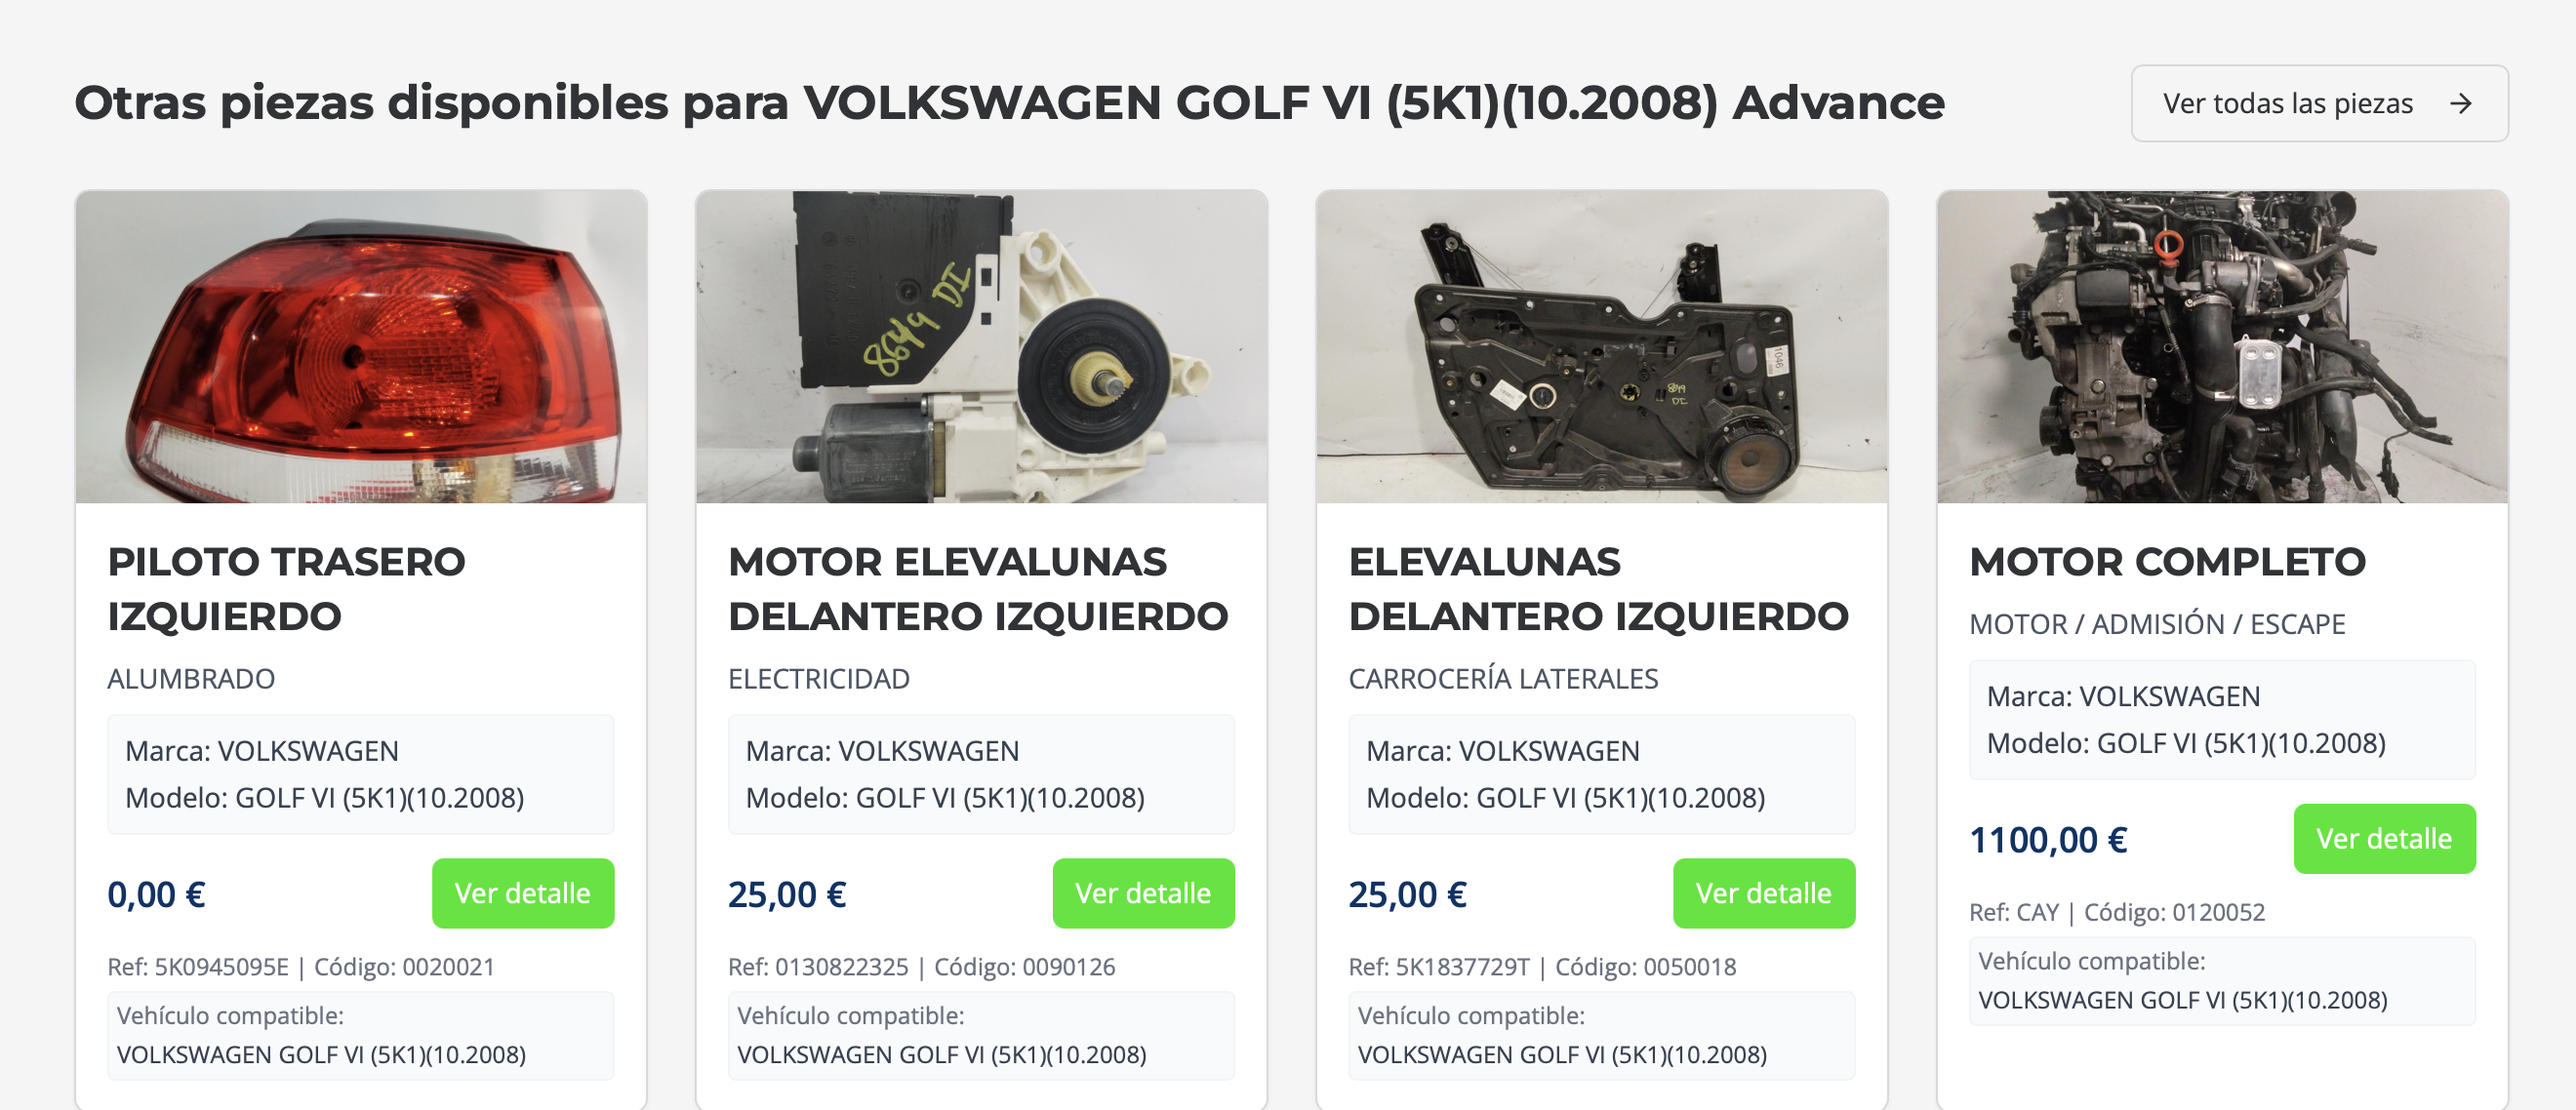 Otras piezas disponibles para VOLKSWAGEN GOLF VI (5K1)(10.2008) Advance
Ver todas las piezas
8649 DI
8649
DI
1046
PILOTO TRASERO
IZQUIERDO
ALUMBRADO
Marca: VOLKSWAGEN
Modelo: GOLF VI (5K1)(10.2008)
0,00 €
Ver detalle
Ref: 5K0945095E | Código: 0020021
Vehículo compatible:
VOLKSWAGEN GOLF VI (5K1)(10.2008)
MOTOR ELEVALUNAS
DELANTERO IZQUIERDO
ELECTRICIDAD
Marca: VOLKSWAGEN
Modelo: GOLF VI (5K1)(10.2008)
25,00 €
Ver detalle
Ref: 0130822325 | Código: 0090126
Vehículo compatible:
VOLKSWAGEN GOLF VI (5K1)(10.2008)
ELEVALUNAS
DELANTERO IZQUIERDO
CARROCERÍA LATERALES
Marca: VOLKSWAGEN
Modelo: GOLF VI (5K1)(10.2008)
25,00 €
Ver detalle
Ref: 5K1837729T | Código: 0050018
Vehículo compatible:
VOLKSWAGEN GOLF VI (5K1)(10.2008)
MOTOR COMPLETO
MOTOR / ADMISIÓN / ESCAPE
Marca: VOLKSWAGEN
Modelo: GOLF VI (5K1)(10.2008)
1100,00 €
Ver detalle
Ref: CAY | Código: 0120052
Vehículo compatible:
VOLKSWAGEN GOLF VI (5K1)(10.2008)